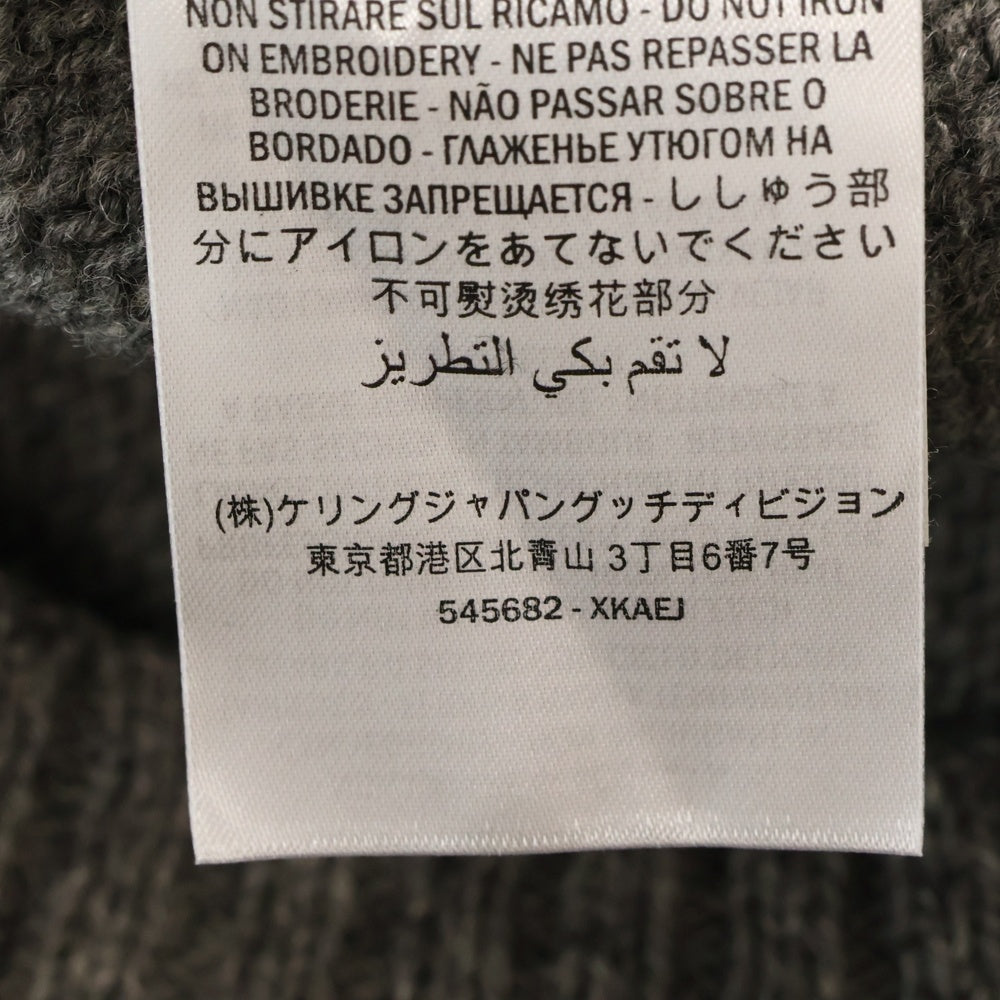 NON STIRARE SUL RICAMO - DO NOT IRON
ON EMBROIDERY - NE PAS REPASSER LA
BRODERIE - NÃO PASSAR SOBRE O
BORDADO - ГЛАЖЕНЬЕ УТЮГОМ НА
ВЫШИВКЕ ЗАПРЕЩАЕТСЯ - ししゅう部
分にアイロンをあてないでください
不可熨烫绣花部分
لا تقم بكي التطريز
(株)ケリングジャパングッチディビジョン
東京都港区北青山 3丁目6番7号
545682 - XKAEJ